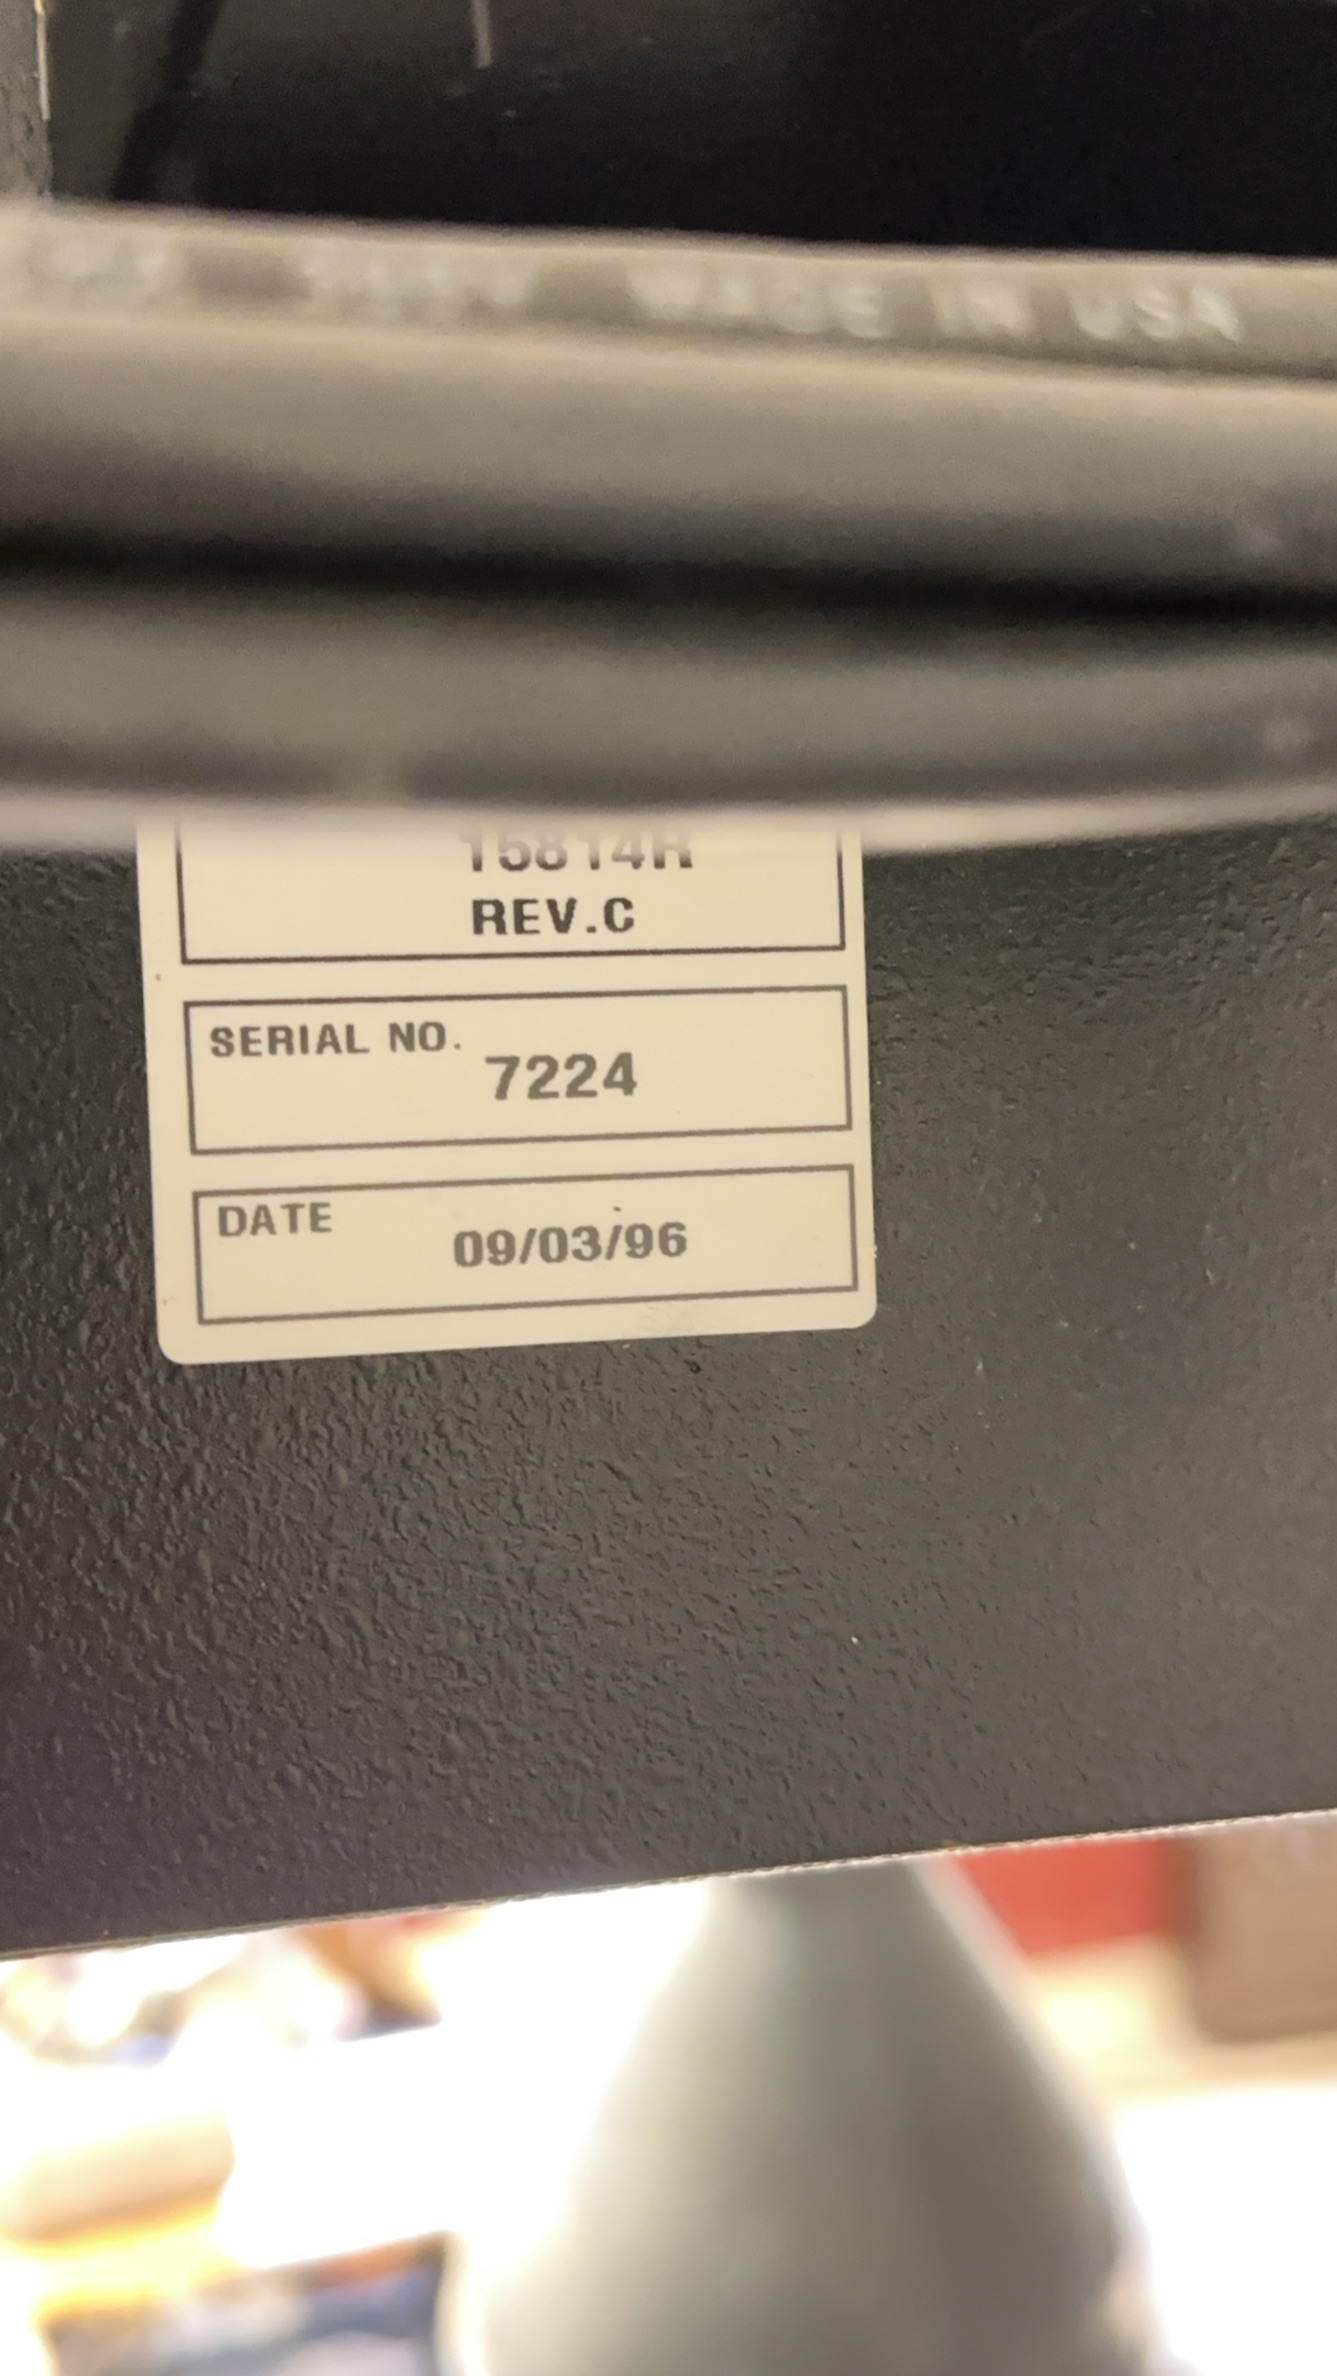 MADE IN USA
15814R
REV.C
SERIAL NO.
7224
DATE
09/03/96